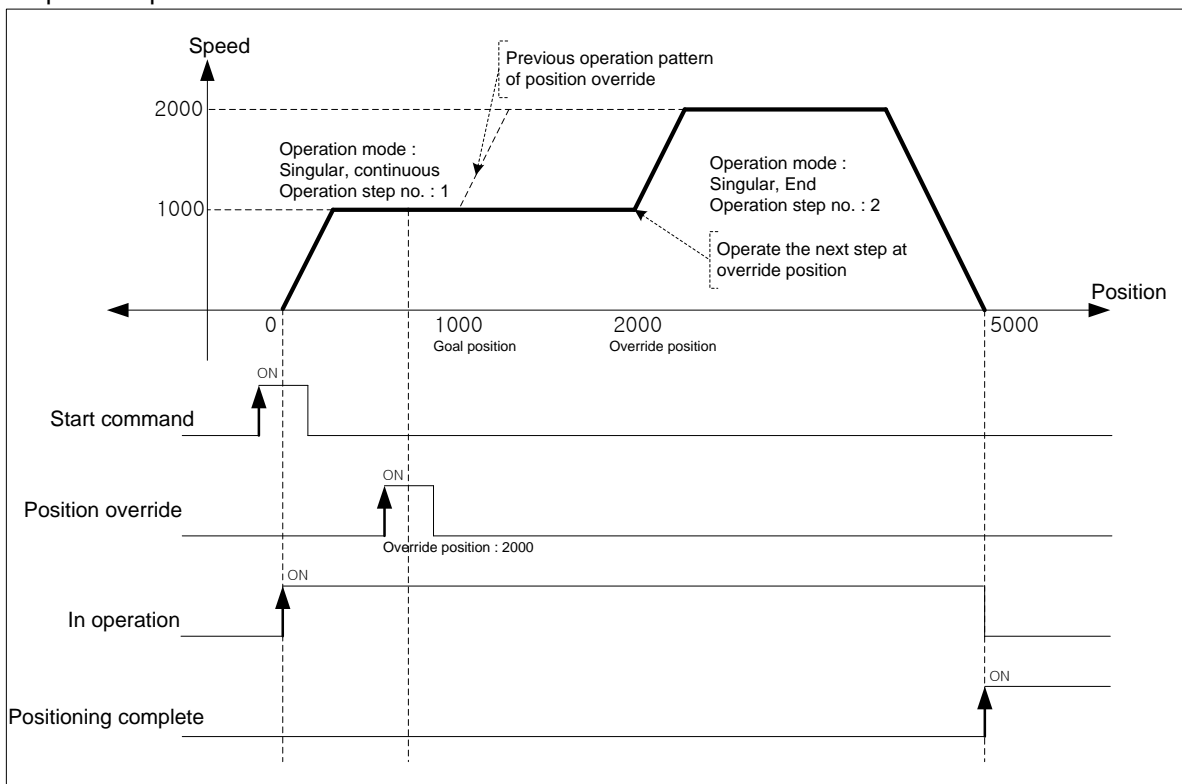 Speed
Previous operation pattern
of position override
2000
Operation mode :
Singular, continuous
Operation step no. : 1
Operation mode :
Singular, End
Operation step no. : 2
1000
Operate the next step at
override position
Position
0
1000
2000
5000
Goal position
Override position
ON
Start command
ON
Position override
Override position : 2000
ON
In operation
ON
Positioning complete